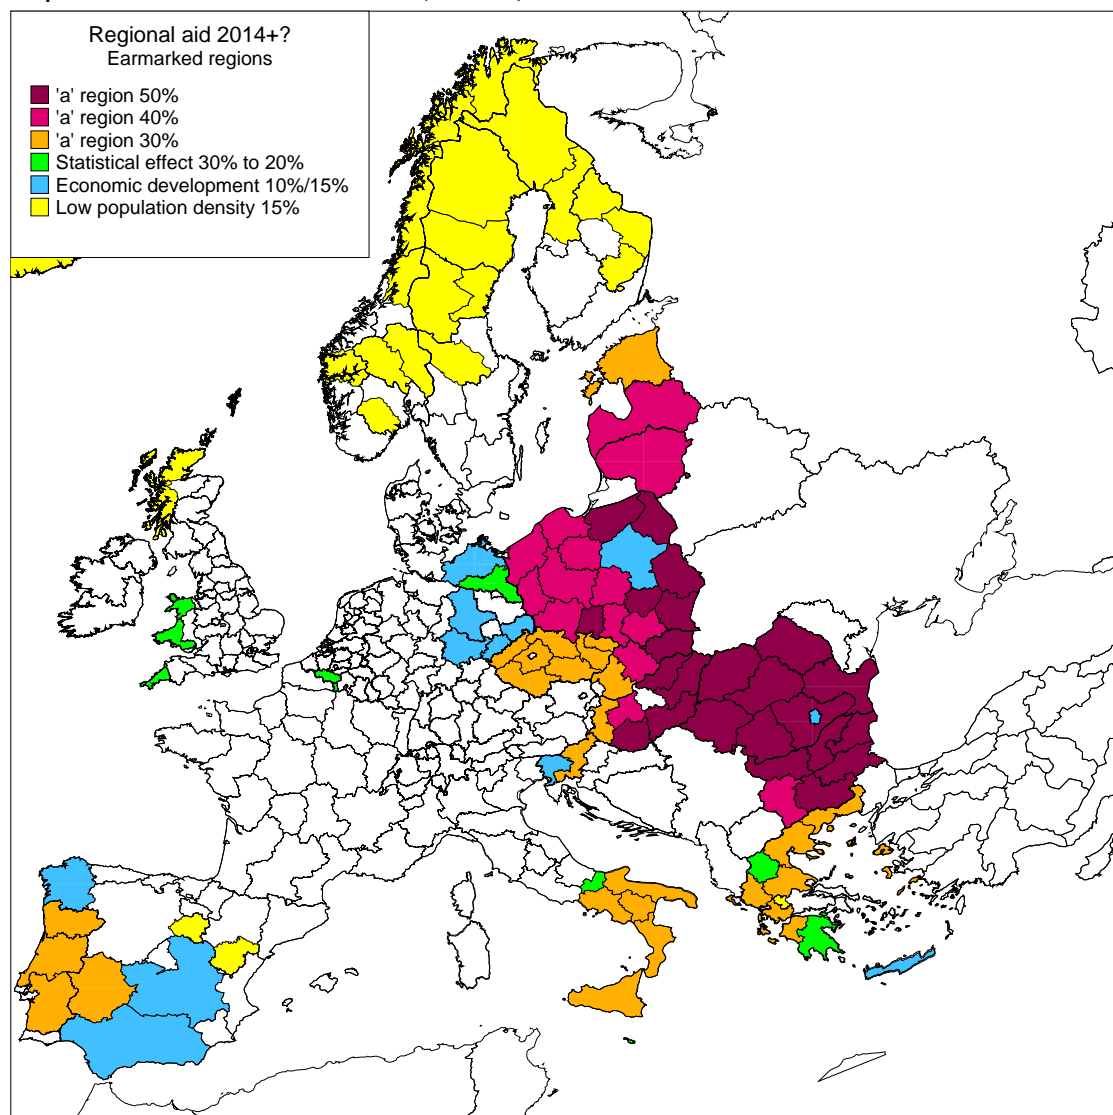 Regional aid 2014+?
Earmarked regions
'a' region 50%
'a' region 40%
'a' region 30%
Statistical effect 30% to 20%
Economic development 10%/15%
Low population density 15%